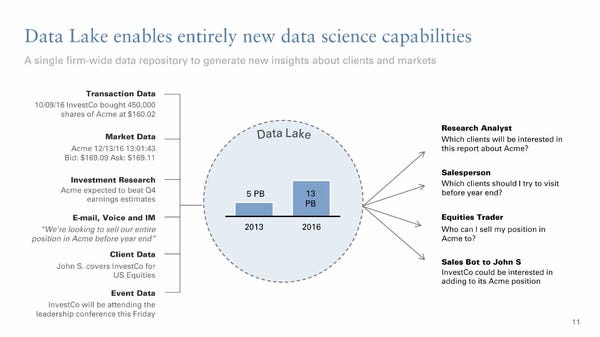 Data Lake enables entirely new data science capabilities
A single firm-wide data repository to generate new insights about clients and markets
Transaction Data
10/09/16 InvestCo bought 450,000
shares of Acme at $160.02
Market Data
Acme 12/13/16 13:01:43
Bid: $169.09 Ask: $169.11
Investment Research
Acme expected to beat Q4
earnings estimates
E-mail, Voice and IM
"We're looking to sell our entire
position in Acme before year end"
Client Data
John S. covers InvestCo for
US Equities
Event Data
InvestCo will be attending the
leadership conference this Friday
Data Lake
5 PB
13
PB
2013
2016
Research Analyst
Which clients will be interested in
this report about Acme?
Salesperson
Which clients should I try to visit
before year end?
Equities Trader
Who can I sell my position in
Acme to?
Sales Bot to John S
InvestCo could be interested in
adding to its Acme position
11